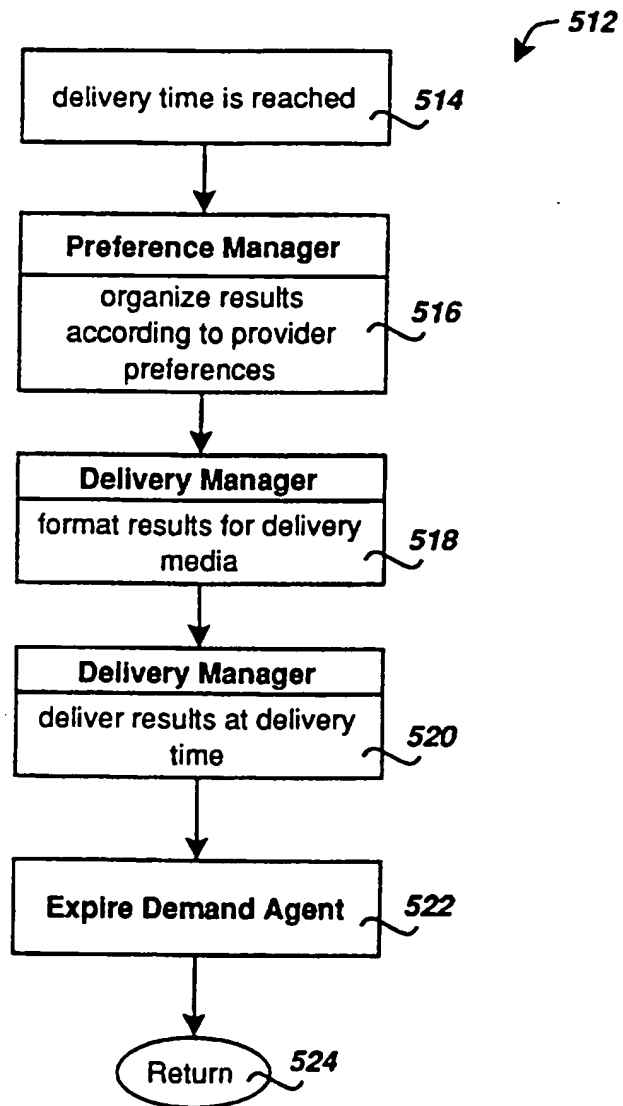 512
delivery time is reached
514
Preference Manager
organize results
according to provider
preferences
516
Delivery Manager
format results for delivery
media
518
Delivery Manager
deliver results at delivery
time
520
Expire Demand Agent
522
Return
524